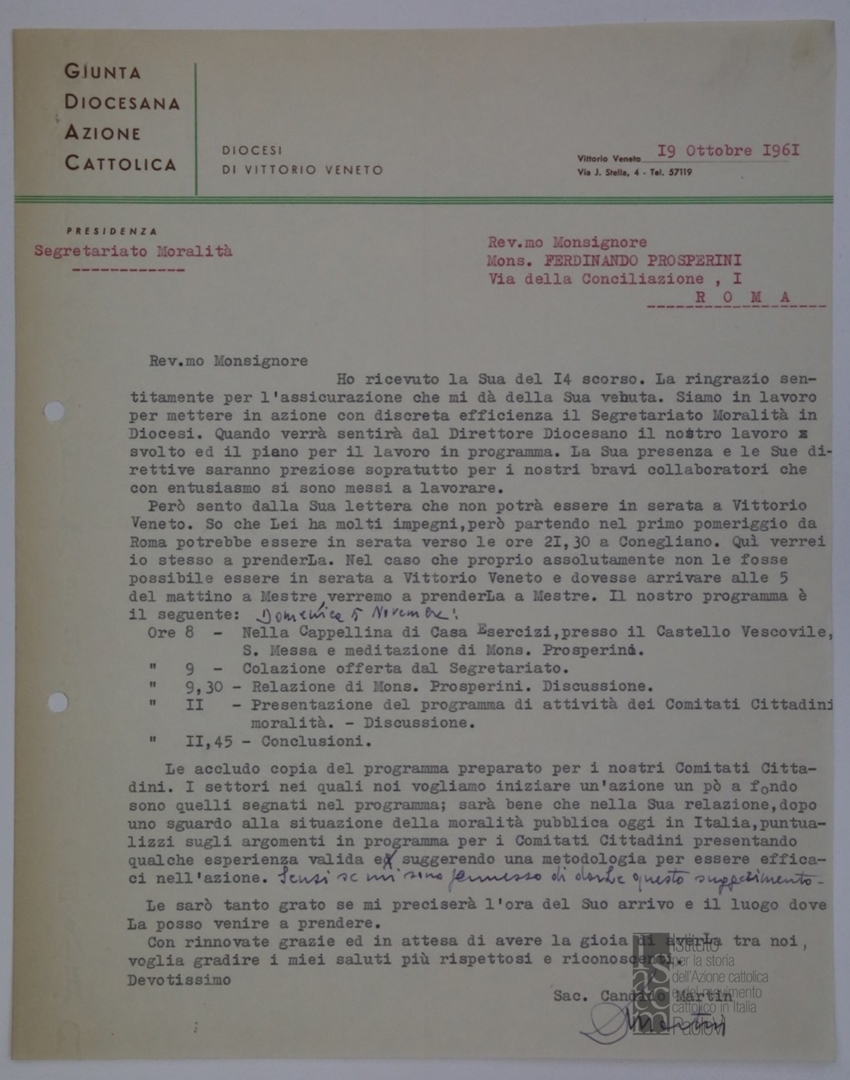 GIUNTA
DIOCESANA
AZIONE
CATTOLICA
DIOCESI
DI VITTORIO VENETO
Vittorio Veneto 19 Ottobre 1961
Via J. Stella, 4 - Tel. 57119
PRESIDENZA
Segretariato Moralità
Rev.mo Monsignore
Mons. FERDINANDO PROSPERINI
Via della Conciliazione , I
R O M A
Rev.mo Monsignore
Ho ricevuto la Sua del I4 scorso. La ringrazio sen-
titamente per l'assicurazione che mi dà della Sua venuta. Siamo in lavoro
per mettere in azione con discreta efficienza il Segretariato Moralità in
Diocesi. Quando verrà sentirà dal Direttore Diocesano il nostro lavoro
svolto ed il piano per il lavoro in programma. La Sua presenza e le Sue di-
rettive saranno preziose sopratutto per i nostri bravi collaboratori che
con entusiasmo si sono messi a lavorare.
Però sento dalla Sua lettera che non potrà essere in serata a Vittorio
Veneto. So che Lei ha molti impegni,però partendo nel primo pomeriggio da
Roma potrebbe essere in serata verso le ore 2I,30 a Conegliano. Quì verrei
io stesso a prenderLa. Nel caso che proprio assolutamente non le fosse
possibile essere in serata a Vittorio Veneto e dovesse arrivare alle 5
del mattino a Mestre verremo a prenderLa a Mestre. Il nostro programma è
il seguente: Domenica 5 Novembre:
Ore 8 - Nella Cappellina di Casa Esercizi,presso il Castello Vescovile,
S. Messa e meditazione di Mons. Prosperini.
" 9 - Colazione offerta dal Segretariato.
" 9,30 - Relazione di Mons. Prosperini. Discussione.
" II - Presentazione del programma di attività dei Comitati Cittadini
moralità. - Discussione.
" II,45 - Conclusioni.
Le accludo copia del programma preparato per i nostri Comitati Citta-
dini. I settori nei quali noi vogliamo iniziare un'azione un pò a fondo
sono quelli segnati nel programma; sarà bene che nella Sua relazione,dopo
uno sguardo alla situazione della moralità pubblica oggi in Italia,puntua-
lizzi sugli argomenti in programma per i Comitati Cittadini presentando
qualche esperienza valida e suggerendo una metodologia per essere effica-
ci nell'azione. Scusi se mi sono permesso di darLe questo suggerimento-
Le sarò tanto grato se mi preciserà l'ora del Suo arrivo e il luogo dove
La posso venire a prendere.
Con rinnovate grazie ed in attesa di avere la gioia di averLa tra noi,
voglia gradire i miei saluti più rispettosi e riconoscenti.
Devotissimo
Sac. Candido Martin
Istituto
per la storia
dell'Azione cattolica
e del movimento
cattolico in Italia
Paolo VI